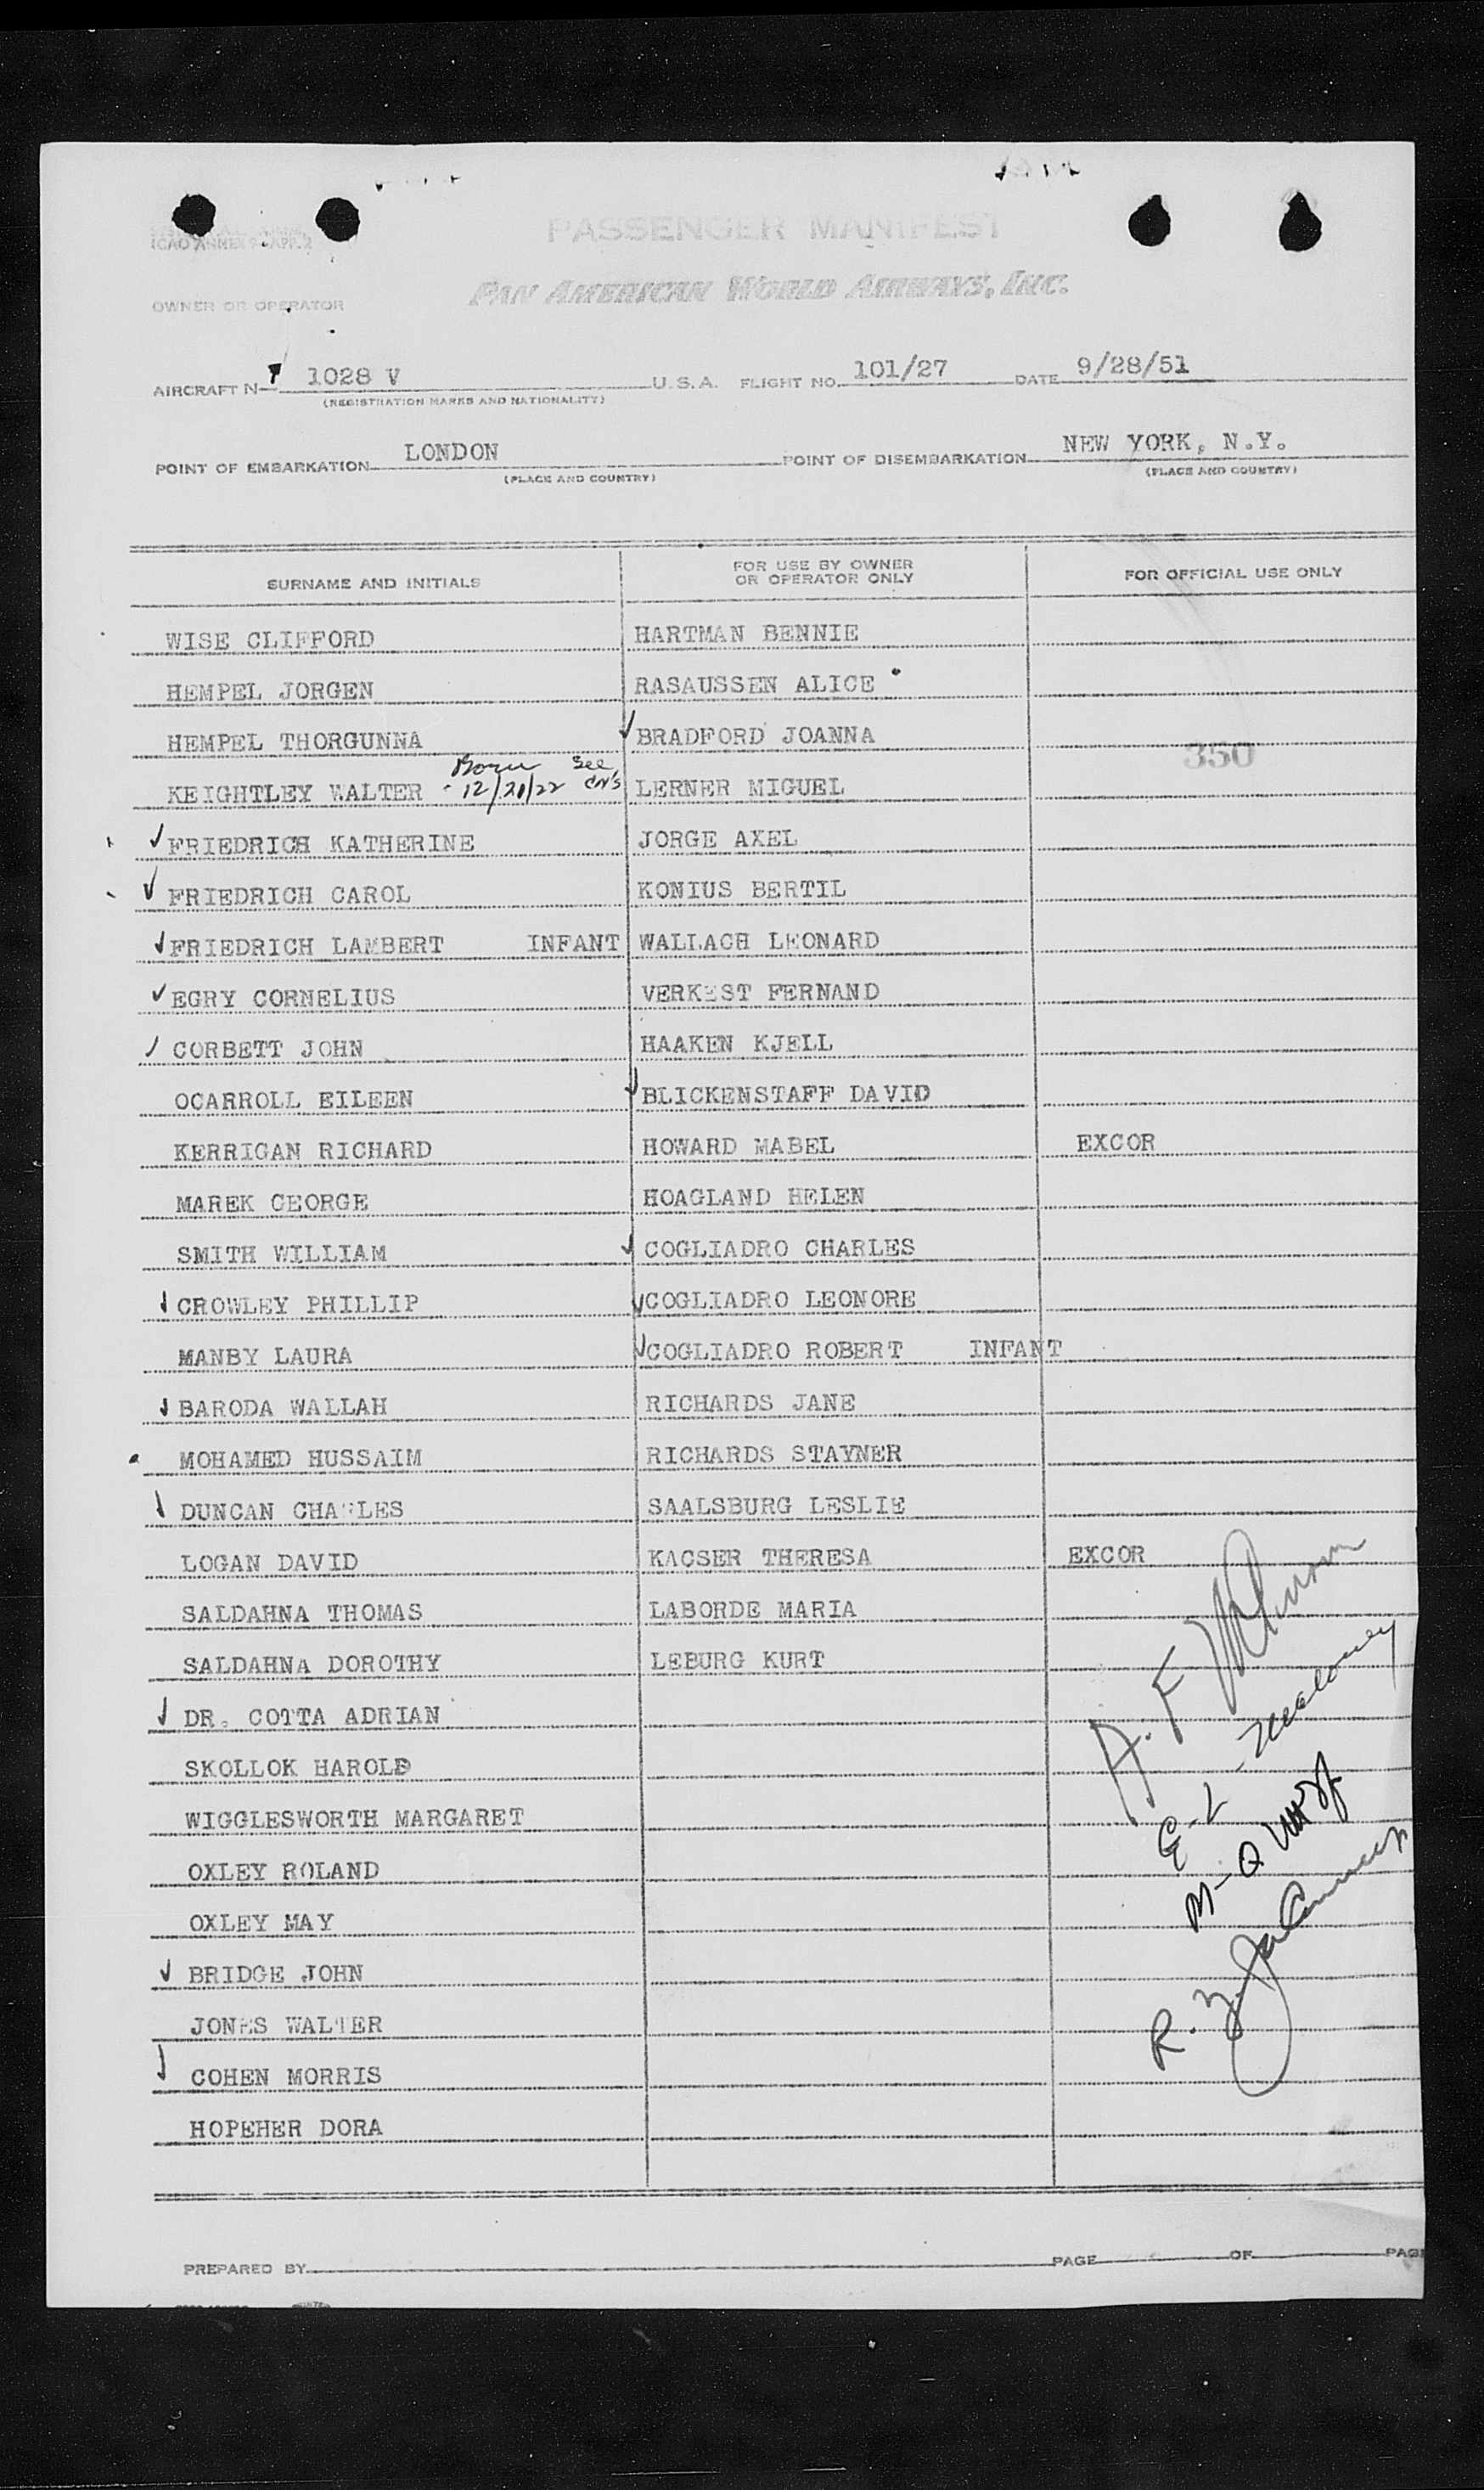 ICAO ANNEX 9-APP. 2
PASSENGER MANIFEST
OWNER OR OPERATOR
PAN AMERICAN WORLD AIRWAYS, INC.
AIRCRAFT N 1028 V U.S.A. FLIGHT NO. 101/27 DATE 9/28/51
(REGISTRATION MARKS AND NATIONALITY)
POINT OF EMBARKATION LONDON POINT OF DISEMBARKATION NEW YORK, N.Y.
(PLACE AND COUNTRY) (PLACE AND COUNTRY)
SURNAME AND INITIALS FOR USE BY OWNER OR OPERATOR ONLY FOR OFFICIAL USE ONLY
WISE CLIFFORD HARTMAN BENNIE
HEMPEL JORGEN RASAUSSEN ALICE
HEMPEL THORGUNNA BRADFORD JOANNA 350
Born See
KEIGHTLEY WALTER 12/20/22 LERNER MIGUEL
FRIEDRICH KATHERINE JORGE AXEL
FRIEDRICH CAROL KONIUS BERTIL
FRIEDRICH LAMBERT INFANT WALLACH LEONARD
EGRY CORNELIUS VERKEST FERNAND
CORBETT JOHN HAAKEN KJELL
OCARROLL EILEEN BLICKENSTAFF DAVID
KERRIGAN RICHARD HOWARD MABEL EXCOR
MAREK GEORGE HOAGLAND HELEN
SMITH WILLIAM COGLIADRO CHARLES
CROWLEY PHILLIP COGLIADRO LEONORE
MANBY LAURA COGLIADRO ROBERT INFANT
BARODA WALLAH RICHARDS JANE
MOHAMED HUSSAIM RICHARDS STAYNER
DUNCAN CHARLES SAALSBURG LESLIE
LOGAN DAVID KACSER THERESA EXCOR
SALDAHNA THOMAS LABORDE MARIA
SALDAHNA DOROTHY LEBURG KURT
DR. COTTA ADRIAN
SKOLLOK HAROLD
WIGGLESWORTH MARGARET
OXLEY ROLAND
OXLEY MAY
BRIDGE JOHN
JONES WALTER
COHEN MORRIS
HOPEHER DORA
PREPARED BY PAGE OF PAGE